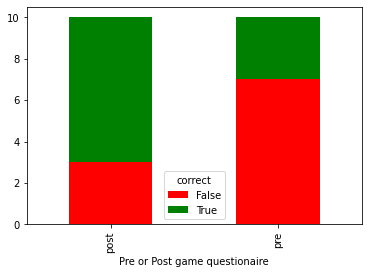 10
8
6
4
2
0
correct
False
True
post
pre
Pre or Post game questionaire